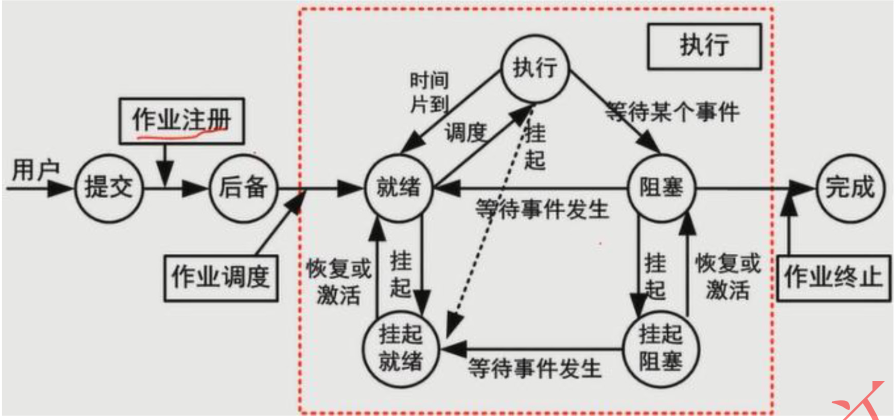 执行
执行
时间
片到
等待某个事件
作业注册
调度
挂
起
用户
提交
后备
就绪
阻塞
完成
等待事件发生
作业调度
恢复或
激活
挂
起
挂
起
恢复或
激活
作业终止
挂起
就绪
挂起
阻塞
等待事件发生